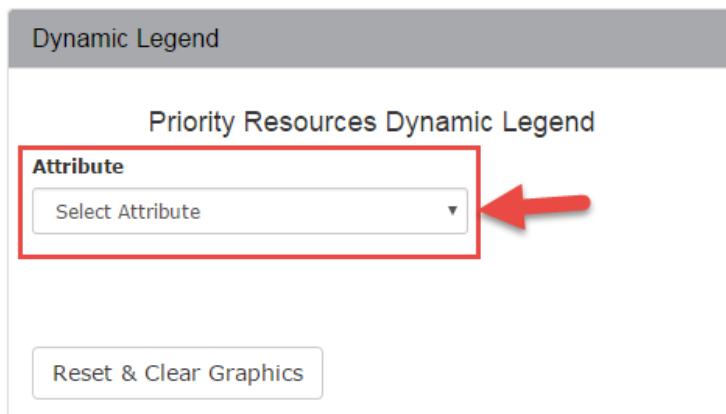 Dynamic Legend
Priority Resources Dynamic Legend
Attribute
Select Attribute
Reset & Clear Graphics